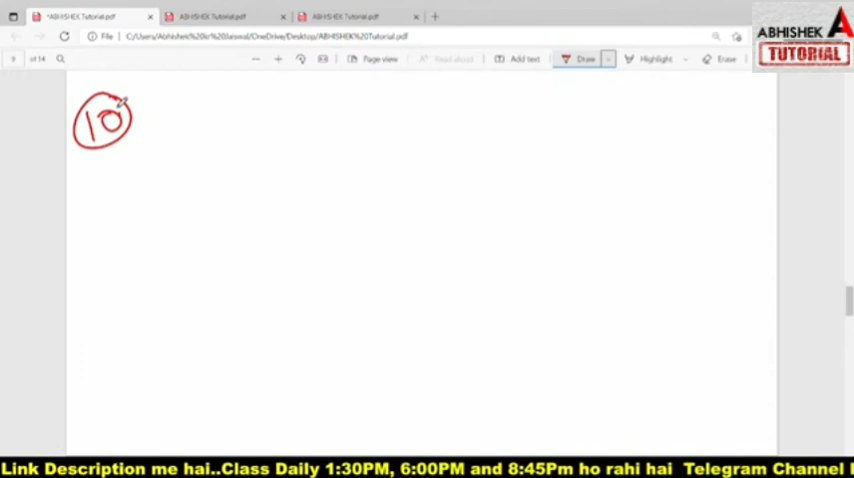 *ABHISHEK Tutorial.pdf
ABHISHEK Tutorial.pdf
ABHISHEK Tutorial.pdf
File
C:/Users/Abhishek%20kr%20Jaiswal/OneDrive/Desktop/ABHISHEK%20Tutorial.pdf
9 of 14
Page view
Read aloud
Add text
Draw
Highlight
Erase
ABHISHEK A
TUTORIAL
10
Link Description me hai..Class Daily 1:30PM, 6:00PM and 8:45Pm ho rahi hai Telegram Channel